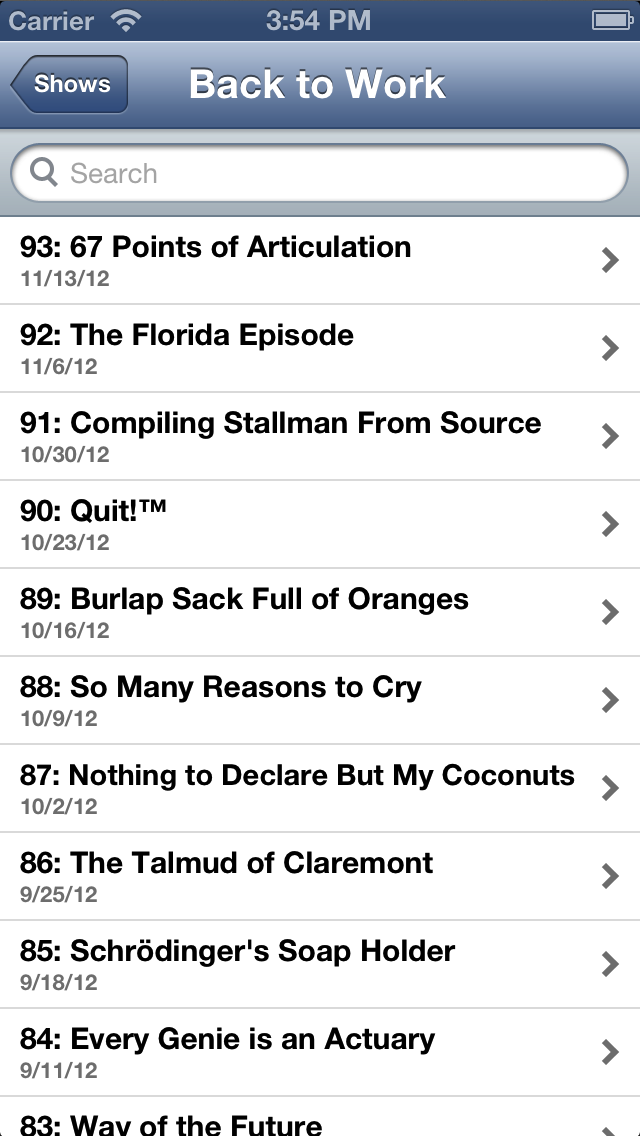 Carrier 3:54 PM
Shows Back to Work
Search
93: 67 Points of Articulation
11/13/12
92: The Florida Episode
11/6/12
91: Compiling Stallman From Source
10/30/12
90: Quit!™
10/23/12
89: Burlap Sack Full of Oranges
10/16/12
88: So Many Reasons to Cry
10/9/12
87: Nothing to Declare But My Coconuts
10/2/12
86: The Talmud of Claremont
9/25/12
85: Schrödinger's Soap Holder
9/18/12
84: Every Genie is an Actuary
9/11/12
83: Way of the Future